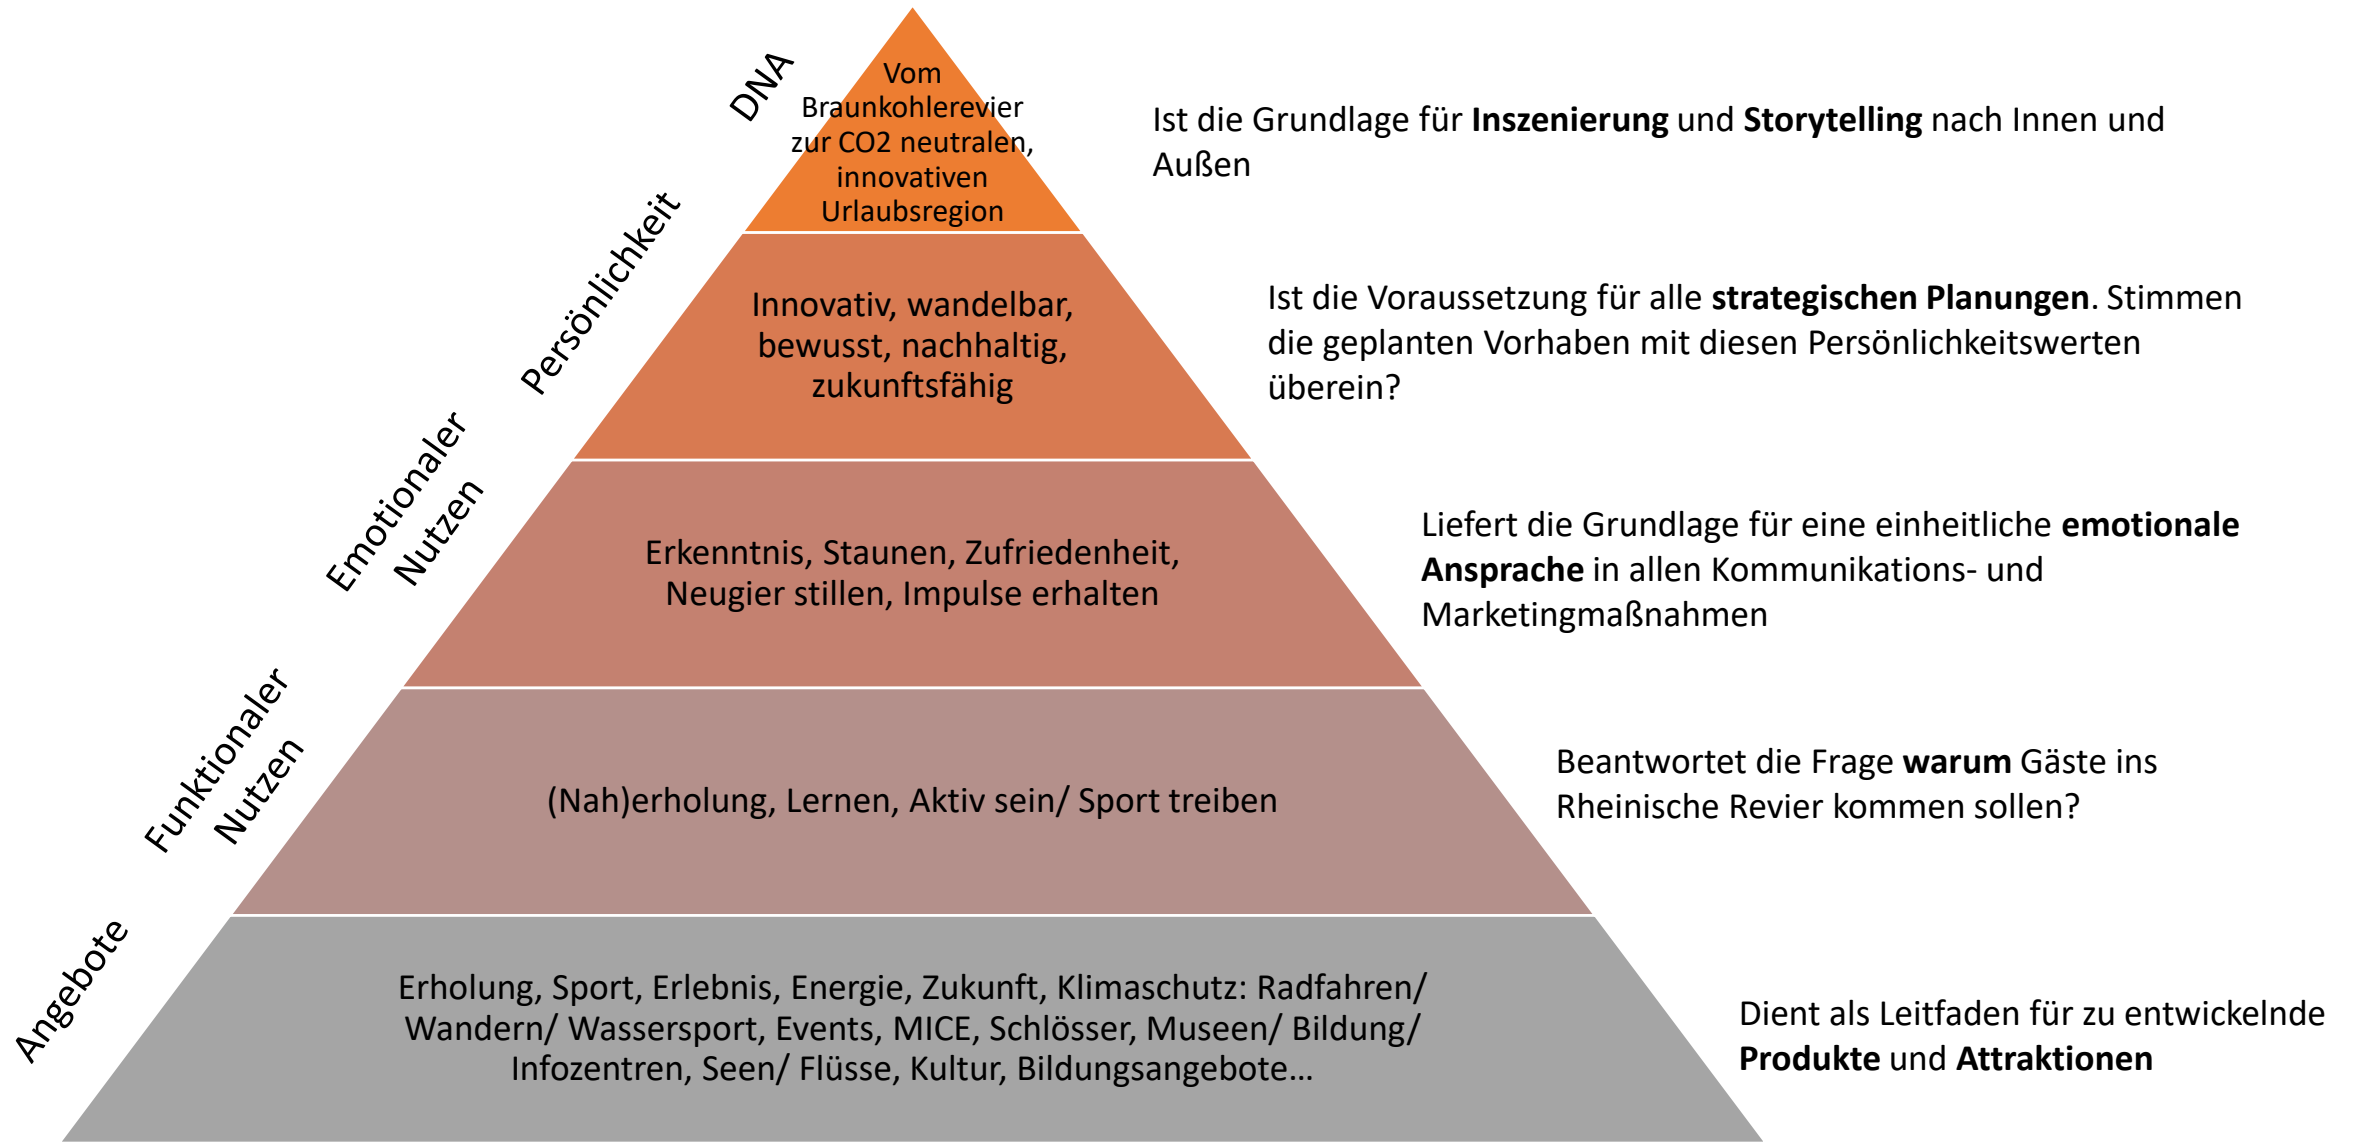 DNA
Vom
Braunkohlerevier
zur CO2 neutralen,
innovativen
Urlaubsregion
Ist die Grundlage für Inszenierung und Storytelling nach Innen und
Außen
Persönlichkeit
Innovativ, wandelbar,
bewusst, nachhaltig,
zukunftsfähig
Ist die Voraussetzung für alle strategischen Planungen. Stimmen
die geplanten Vorhaben mit diesen Persönlichkeitswerten
überein?
Emotionaler
Nutzen
Erkenntnis, Staunen, Zufriedenheit,
Neugier stillen, Impulse erhalten
Liefert die Grundlage für eine einheitliche emotionale
Ansprache in allen Kommunikations- und
Marketingmaßnahmen
Funktionaler
Nutzen
(Nah)erholung, Lernen, Aktiv sein/ Sport treiben
Beantwortet die Frage warum Gäste ins
Rheinische Revier kommen sollen?
Angebote
Erholung, Sport, Erlebnis, Energie, Zukunft, Klimaschutz: Radfahren/
Wandern/ Wassersport, Events, MICE, Schlösser, Museen/ Bildung/
Infozentren, Seen/ Flüsse, Kultur, Bildungsangebote…
Dient als Leitfaden für zu entwickelnde
Produkte und Attraktionen